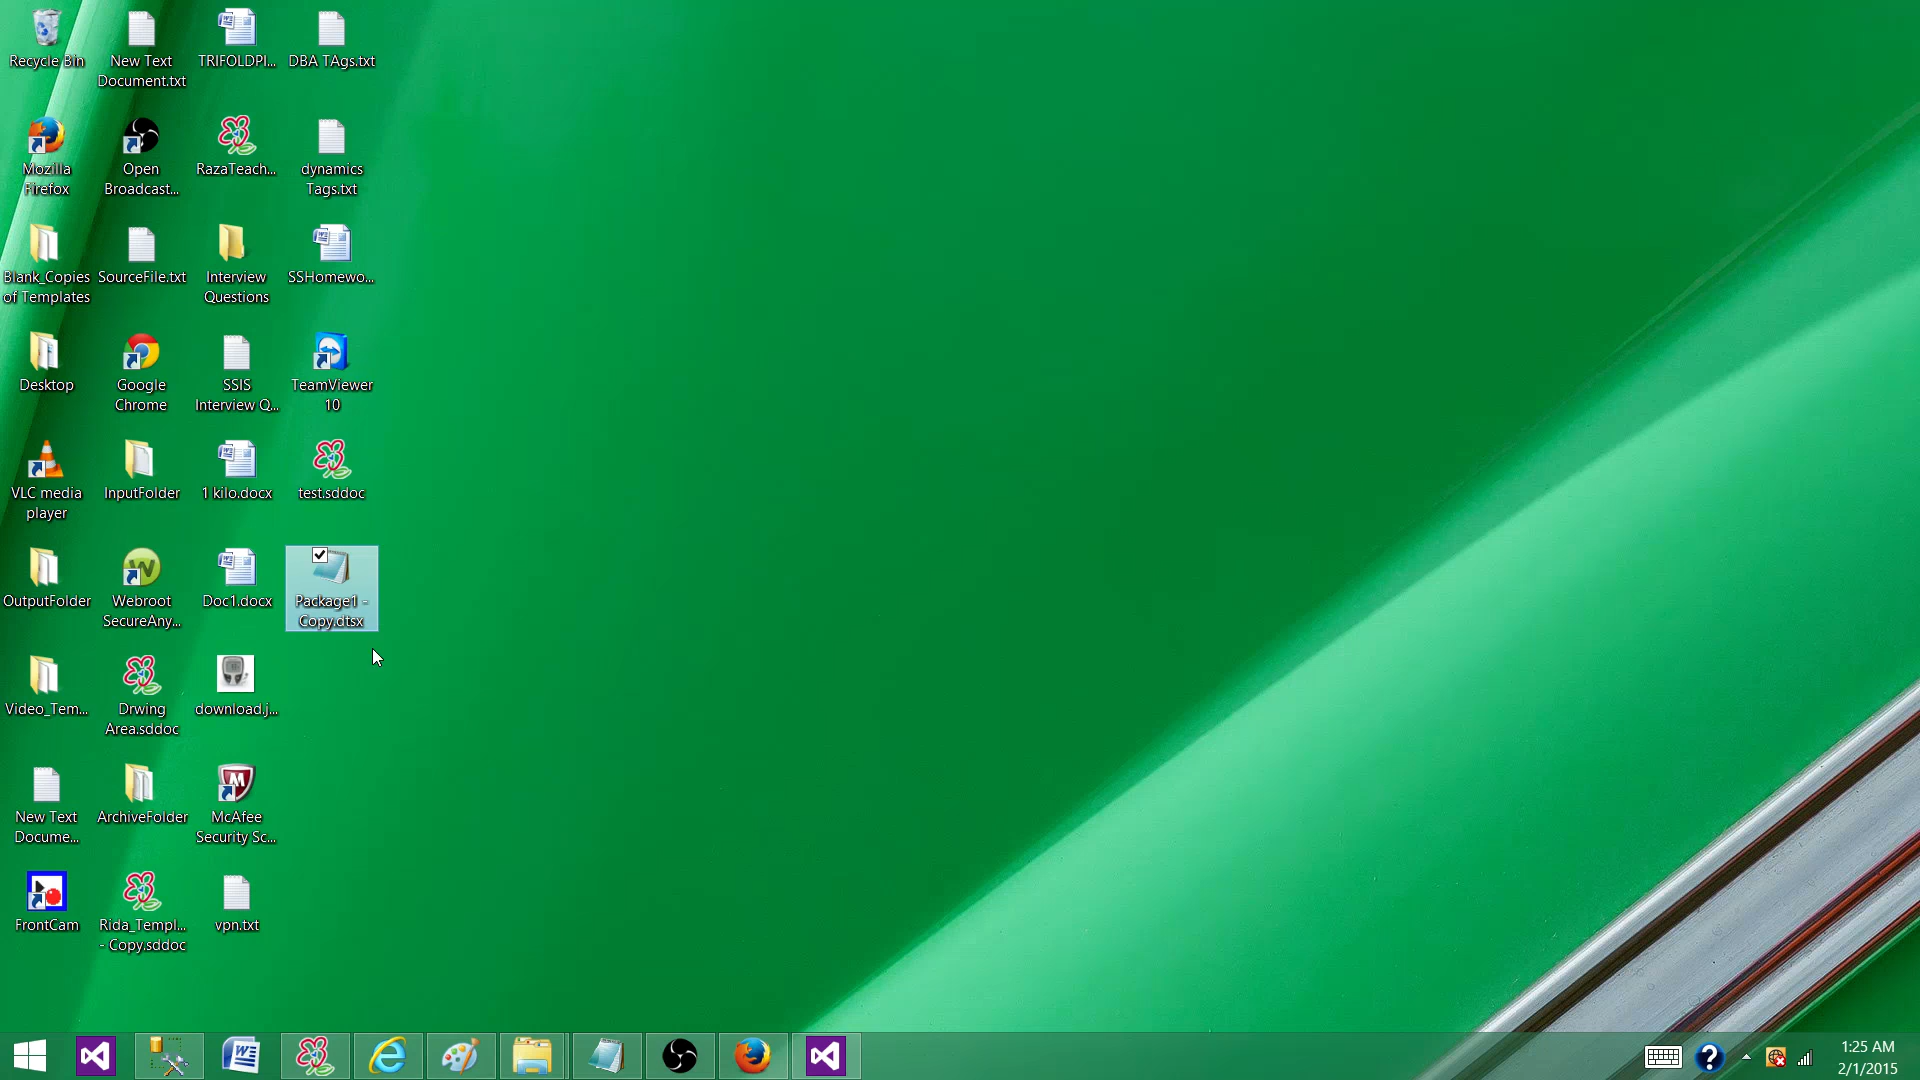 Recycle Bin
New Text
Document.txt
TRIFOLDPI...
DBA TAgs.txt
Mozilla
Firefox
Open
Broadcast...
RazaTeach...
dynamics
Tags.txt
Blank_Copies
of Templates
SourceFile.txt
Interview
Questions
SSHomewo...
Desktop
Google
Chrome
SSIS
Interview Q...
TeamViewer
10
VLC media
player
InputFolder
1 kilo.docx
test.sddoc
OutputFolder
Webroot
SecureAny...
Doc1.docx
Package1 -
Copy.dtsx
Video_Tem...
Drwing
Area.sddoc
download.j...
New Text
Docume...
ArchiveFolder
McAfee
Security Sc...
FrontCam
Rida_Templ...
- Copy.sddoc
vpn.txt
1:25 AM
2/1/2015